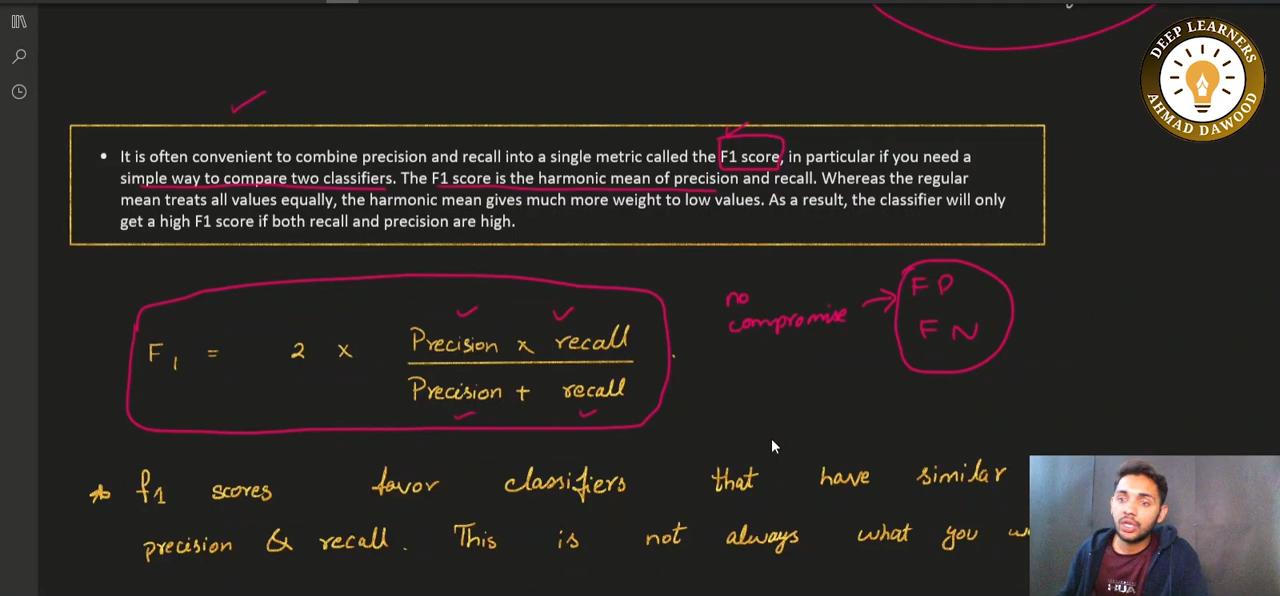 DEEP LEARNERS
AHMAD DAWOOD
• It is often convenient to combine precision and recall into a single metric called the F1 score, in particular if you need a
simple way to compare two classifiers. The F1 score is the harmonic mean of precision and recall. Whereas the regular
mean treats all values equally, the harmonic mean gives much more weight to low values. As a result, the classifier will only
get a high F1 score if both recall and precision are high.
no
compromise →
FP
FN
F1 = 2 x Precision x recall
Precision + recall
* f1 scores favor classifiers that have similar
precision & recall. This is not always what you